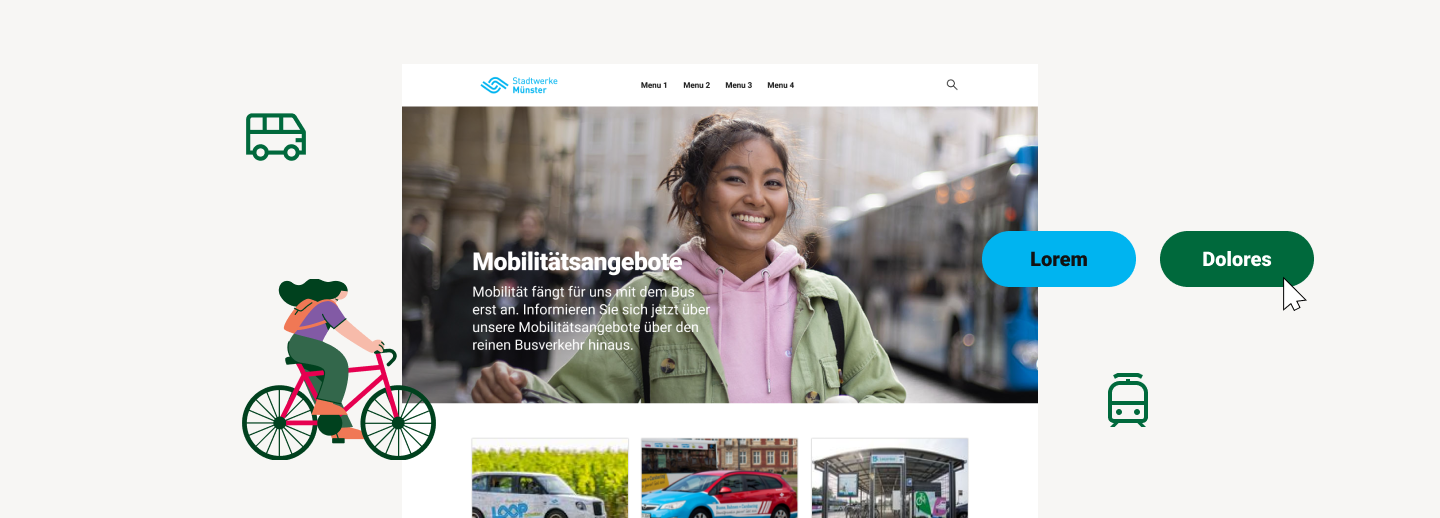 Stadtwerke
Münster
Menu 1 Menu 2 Menu 3 Menu 4
Mobilitätsangebote
Mobilität fängt für uns mit dem Bus
erst an. Informieren Sie sich jetzt über
unsere Mobilitätsangebote über den
reinen Busverkehr hinaus.
Lorem
Dolores
LOOP